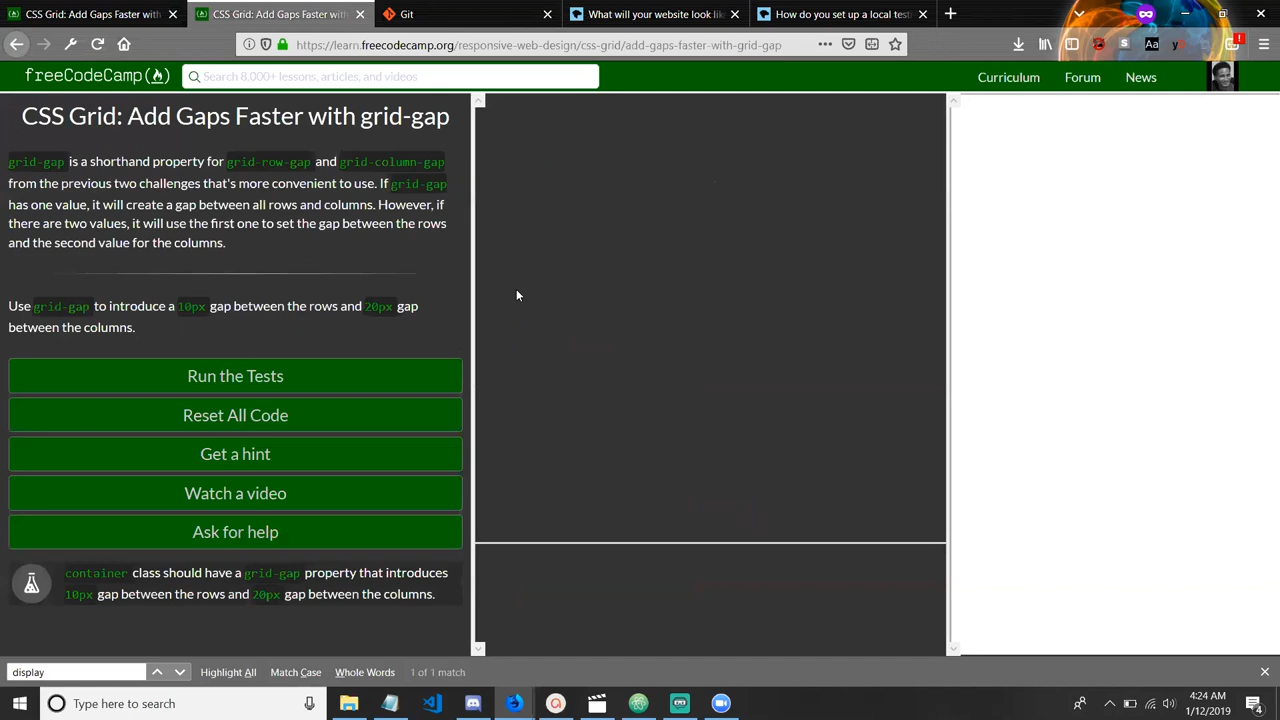 CSS Grid: Add Gaps Faster with
CSS Grid: Add Gaps Faster with
Git
What will your website look lik
How do you set up a local test
https://learn.freecodecamp.org/responsive-web-design/css-grid/add-gaps-faster-with-grid-gap
freeCodeCamp
Search 8,000+ lessons, articles, and videos
Curriculum
Forum
News
CSS Grid: Add Gaps Faster with grid-gap
grid-gap is a shorthand property for grid-row-gap and grid-column-gap
from the previous two challenges that's more convenient to use. If grid-gap
has one value, it will create a gap between all rows and columns. However, if
there are two values, it will use the first one to set the gap between the rows
and the second value for the columns.
Use grid-gap to introduce a 10px gap between the rows and 20px gap
between the columns.
Run the Tests
Reset All Code
Get a hint
Watch a video
Ask for help
container class should have a grid-gap property that introduces
10px gap between the rows and 20px gap between the columns.
display
Highlight All
Match Case
Whole Words
1 of 1 match
Type here to search
4:24 AM
1/12/2019
4